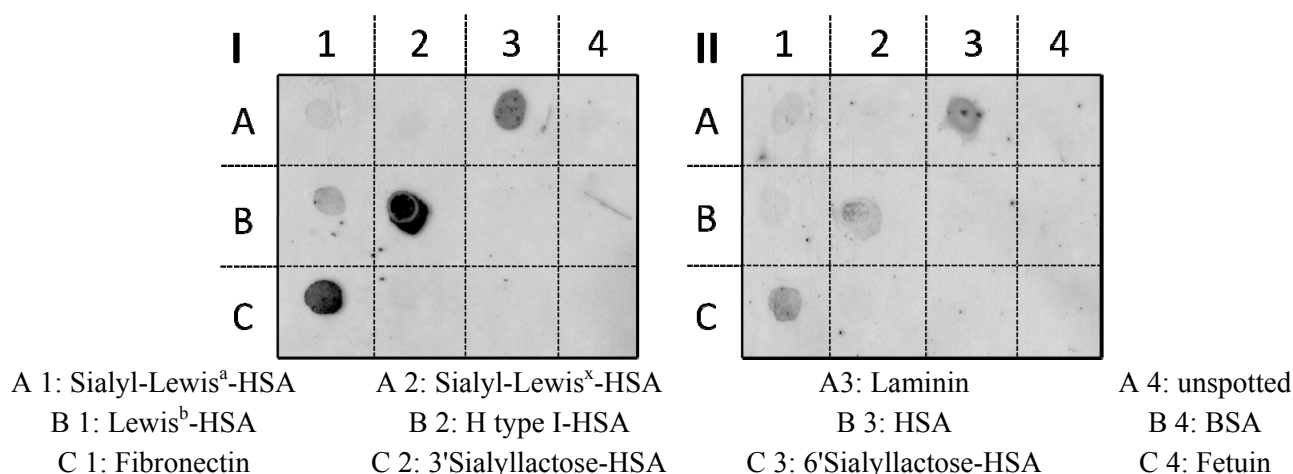 I 1 2 3 4 II 1 2 3 4
A A
B B
C C
A 1: Sialyl-Lewisᵃ-HSA A 2: Sialyl-Lewisˣ-HSA A3: Laminin A 4: unspotted
B 1: Lewisᵇ-HSA B 2: H type I-HSA B 3: HSA B 4: BSA
C 1: Fibronectin C 2: 3'Sialyllactose-HSA C 3: 6'Sialyllactose-HSA C 4: Fetuin